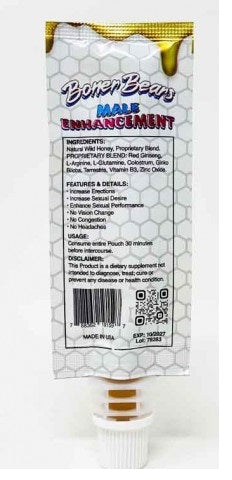 Boner Bears
MALE
ENHANCEMENT
INGREDIENTS:
Natural Wild Honey, Proprietary Blend.
PROPRIETARY BLEND: Red Ginseng,
L-Arginine, L-Glutamine, Colostrum, Ginko
Biloba, Terrestris, Vitamin B3, Zinc Oxide.
FEATURES & DETAILS:
• Increase Erections
• Increase Sexual Desire
• Enhance Sexual Performance
• No Vision Change
• No Congestion
• No Headaches
USAGE:
Consume entire Pouch 30 minutes
before intercourse.
DISCLAIMER:
This Product is a dietary supplement not
intended to diagnose, treat, cure or
prevent any disease or health condition.
MADE IN USA
EXP: 10/2027